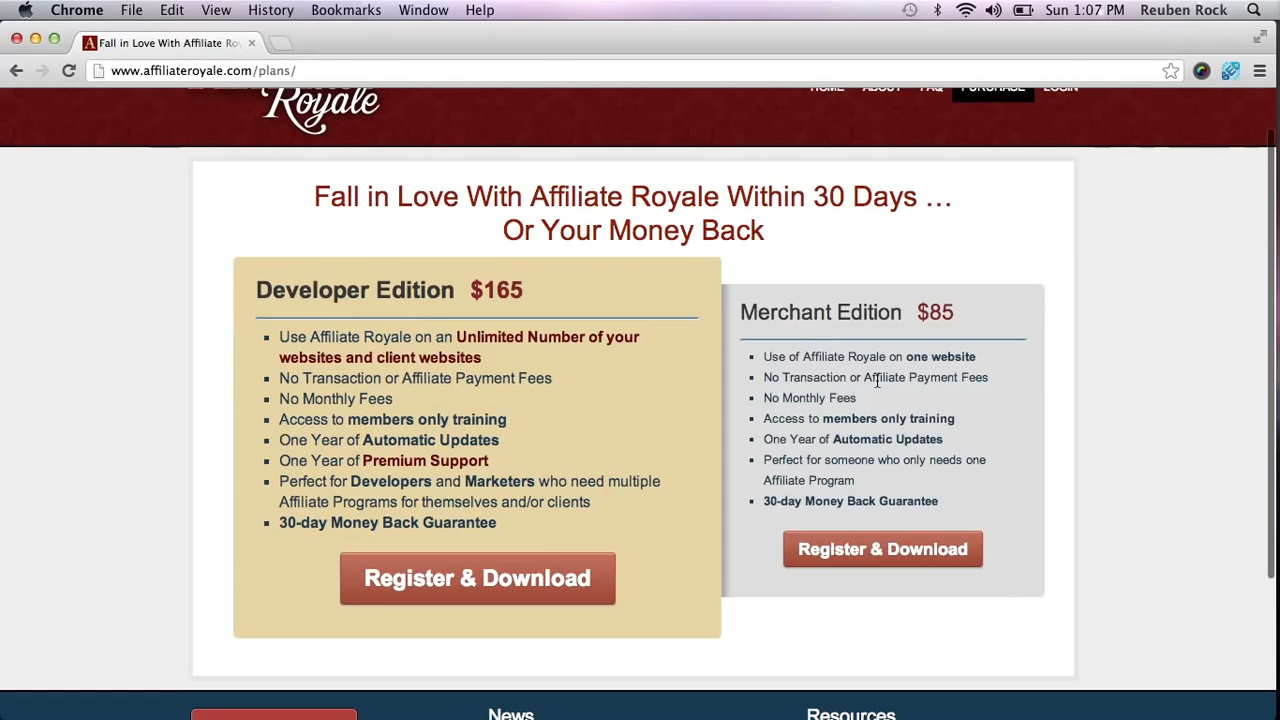 Chrome File Edit View History Bookmarks Window Help Sun 1:07 PM Reuben Rock
Fall in Love With Affiliate Roy
www.affiliateroyale.com/plans/
Royale
HOME ABOUT FAQ PURCHASE LOGIN
Fall in Love With Affiliate Royale Within 30 Days …
Or Your Money Back
Developer Edition $165
Use Affiliate Royale on an Unlimited Number of your
websites and client websites
No Transaction or Affiliate Payment Fees
No Monthly Fees
Access to members only training
One Year of Automatic Updates
One Year of Premium Support
Perfect for Developers and Marketers who need multiple
Affiliate Programs for themselves and/or clients
30-day Money Back Guarantee
Register & Download
Merchant Edition $85
Use of Affiliate Royale on one website
No Transaction or Affiliate Payment Fees
No Monthly Fees
Access to members only training
One Year of Automatic Updates
Perfect for someone who only needs one
Affiliate Program
30-day Money Back Guarantee
Register & Download
News Resources